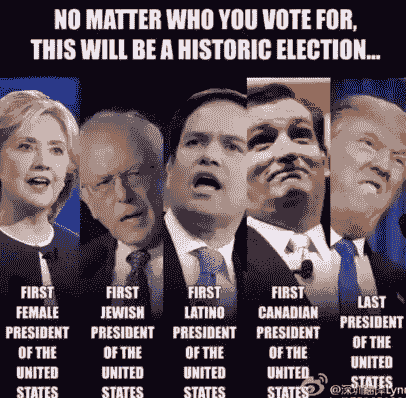 NO MATTER WHO YOU VOTE FOR,
THIS WILL BE A HISTORIC ELECTION...
FIRST
FEMALE
PRESIDENT
OF THE
UNITED
STATES
FIRST
JEWISH
PRESIDENT
OF THE
UNITED
STATES
FIRST
LATINO
PRESIDENT
OF THE
UNITED
STATES
FIRST
CANADIAN
PRESIDENT
OF THE
UNITED
STATES
LAST
PRESIDENT
OF THE
UNITED
STATES